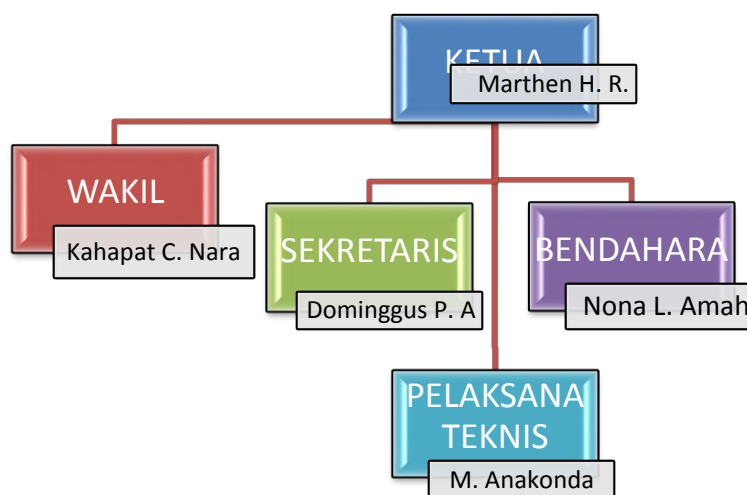 KETUA
Marthen H. R.
WAKIL
Kahapat C. Nara
SEKRETARIS
Dominggus P. A
BENDAHARA
Nona L. Amah
PELAKSANA
TEKNIS
M. Anakonda